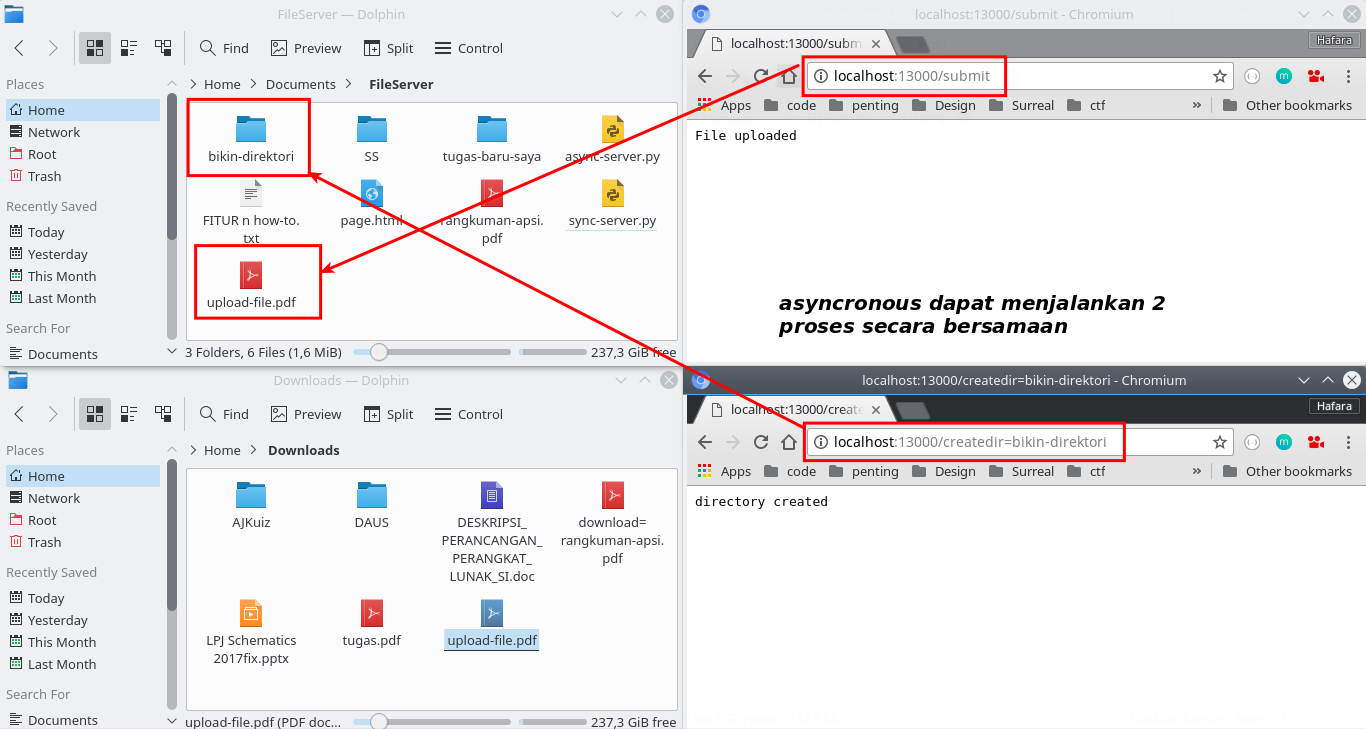 FileServer — Dolphin
Find
Preview
Split
Control
Places
Home
Documents
FileServer
Home
Network
Root
Trash
Recently Saved
Today
Yesterday
This Month
Last Month
Search For
Documents
bikin-direktori
SS
tugas-baru-saya
async-server.py
FITUR n how-to.
txt
page.html
rangkuman-apsi.
pdf
sync-server.py
upload-file.pdf
3 Folders, 6 Files (1,6 MiB)
237,3 GiB free
localhost:13000/submit - Chromium
localhost:13000/subm
Hafara
localhost:13000/submit
Apps
code
penting
Design
Surreal
ctf
»
Other bookmarks
File uploaded
asyncronous dapat menjalankan 2
proses secara bersamaan
Downloads — Dolphin
Find
Preview
Split
Control
Places
Home
Downloads
Home
Network
Root
Trash
Recently Saved
Today
Yesterday
This Month
Last Month
Search For
Documents
AJKuiz
DAUS
DESKRIPSI_
PERANCANGAN_
PERANGKAT_
LUNAK_SI.doc
download=
rangkuman-apsi.
pdf
LPJ Schematics
2017fix.pptx
tugas.pdf
upload-file.pdf
upload-file.pdf (PDF doc...
237,3 GiB free
localhost:13000/createdir=bikin-direktori - Chromium
localhost:13000/create
Hafara
localhost:13000/createdir=bikin-direktori
Apps
code
penting
Design
Surreal
ctf
»
Other bookmarks
directory created